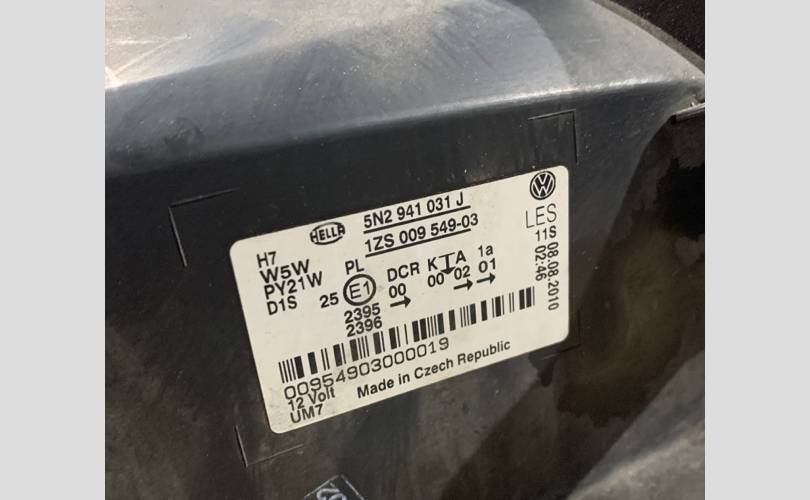 HELLA
5N2 941 031 J
1ZS 009 549-03
LES
11S
08.08.2010
02:46
H7
W5W
PY21W
D1S
PL
25 E1 DCR KTA 1a
00 00 02 01
2395
2396
00954903000019
12 Volt
Made in Czech Republic
UM7